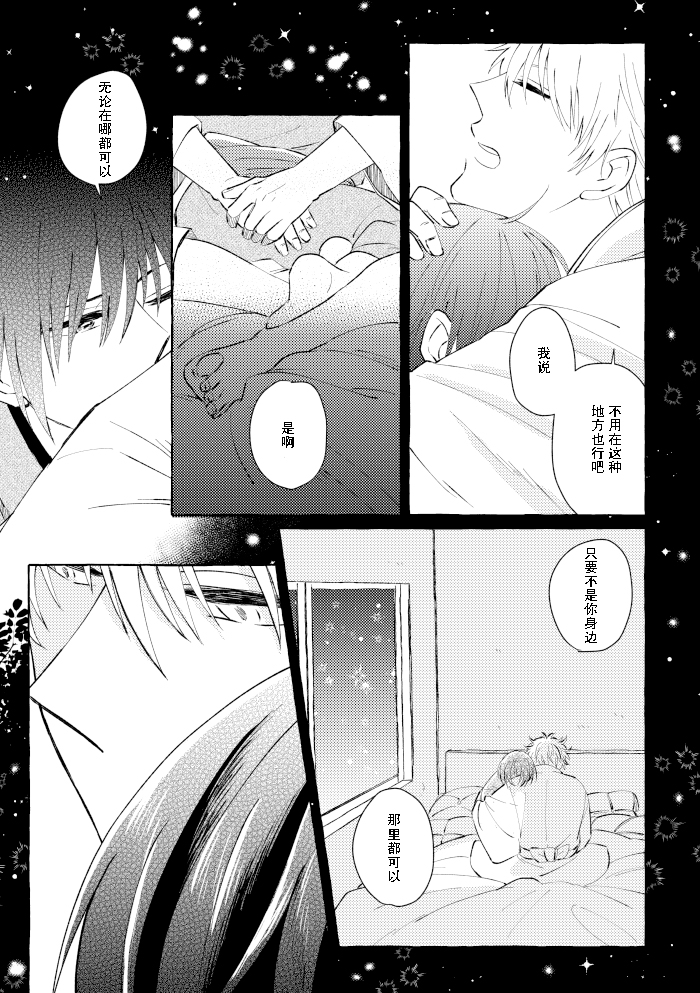 我说
不用在这种
地方也行吧
是啊
无论在哪都可以
只要不是你身边
那里都可以